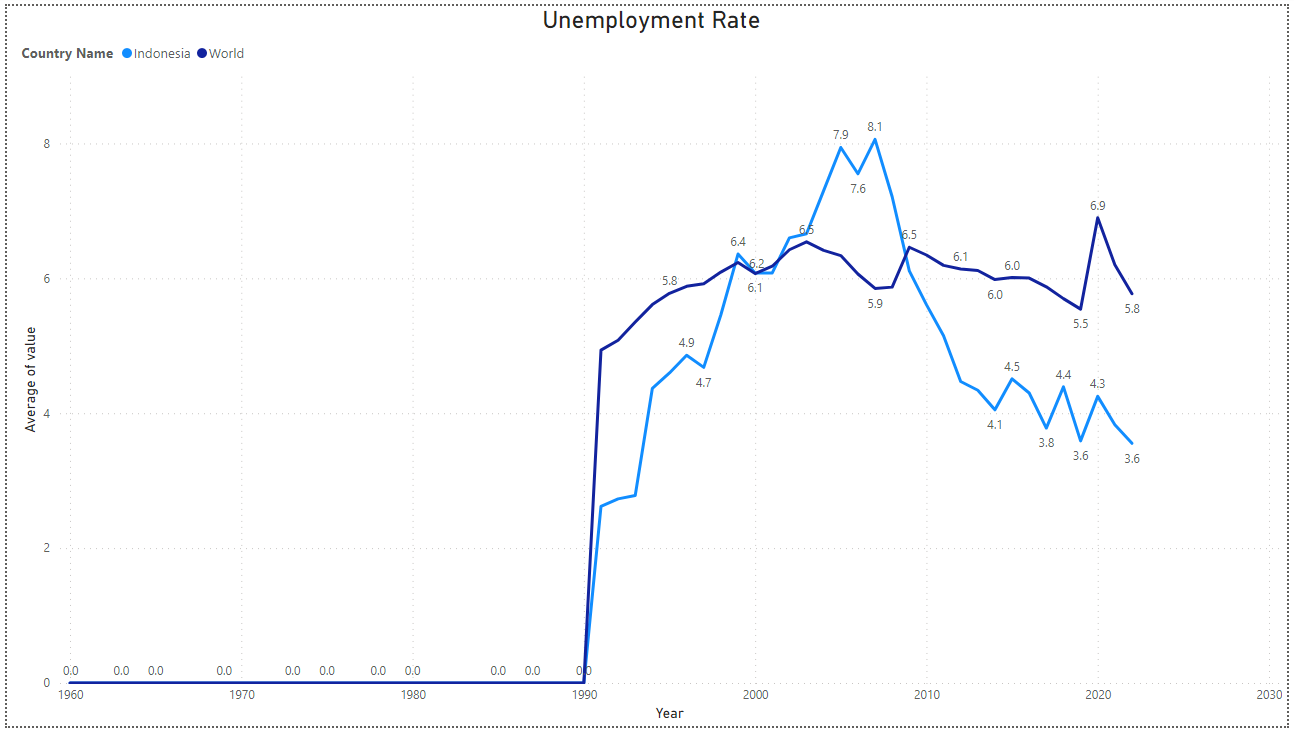 Unemployment Rate
Country Name Indonesia World
8
6
4
2
0
Average of value
7.9 8.1
7.6
6.9
6.4 6.2 6.5 6.5
6.1
5.8 5.9 6.1 6.0
6.0
5.5 5.8
4.9
4.7
4.5 4.4 4.3
4.1 3.8 3.6 3.6
0.0 0.0 0.0 0.0 0.0 0.0 0.0 0.0 0.0 0.0 0.0
1960 1970 1980 1990 2000 2010 2020 2030
Year